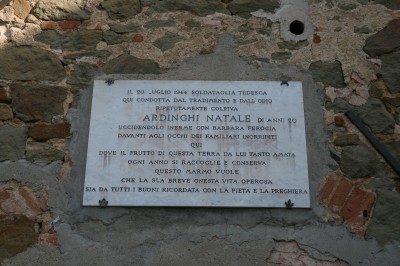 IL 20 LUGLIO 1944 SOLDATAGLIA TEDESCA
QUI CONDOTTA DAL TRADIMENTO E DALL'ODIO
RIPETUTAMENTE COLPIVA
ARDINGHI NATALE DI ANNI
UCCIDENDOLO INERME CON BARBARA FEROCIA
DAVANTI AGLI OCCHI DEI FAMILIARI INORRIDITI
QUI
DOVE IL FRUTTO DI QUESTA TERRA DA LUI TANTO AMATA
OGNI ANNO SI RACCOGLIE E CONSERVA
QUESTO MARMO VUOLE
CHE LA SUA BREVE ONESTA VITA OPEROSA
SIA DA TUTTI I BUONI RICORDATA CON LA PIETÀ E LA PREGHIERA